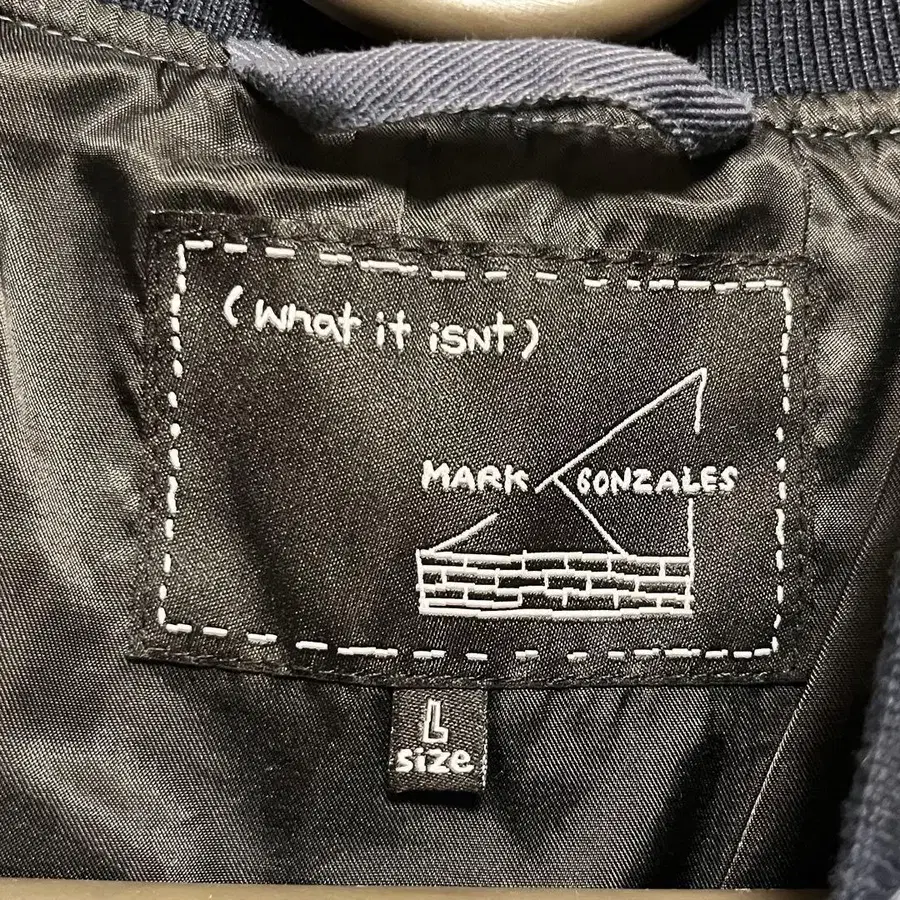 (What it isNt)
MARK GONZALES
L
size